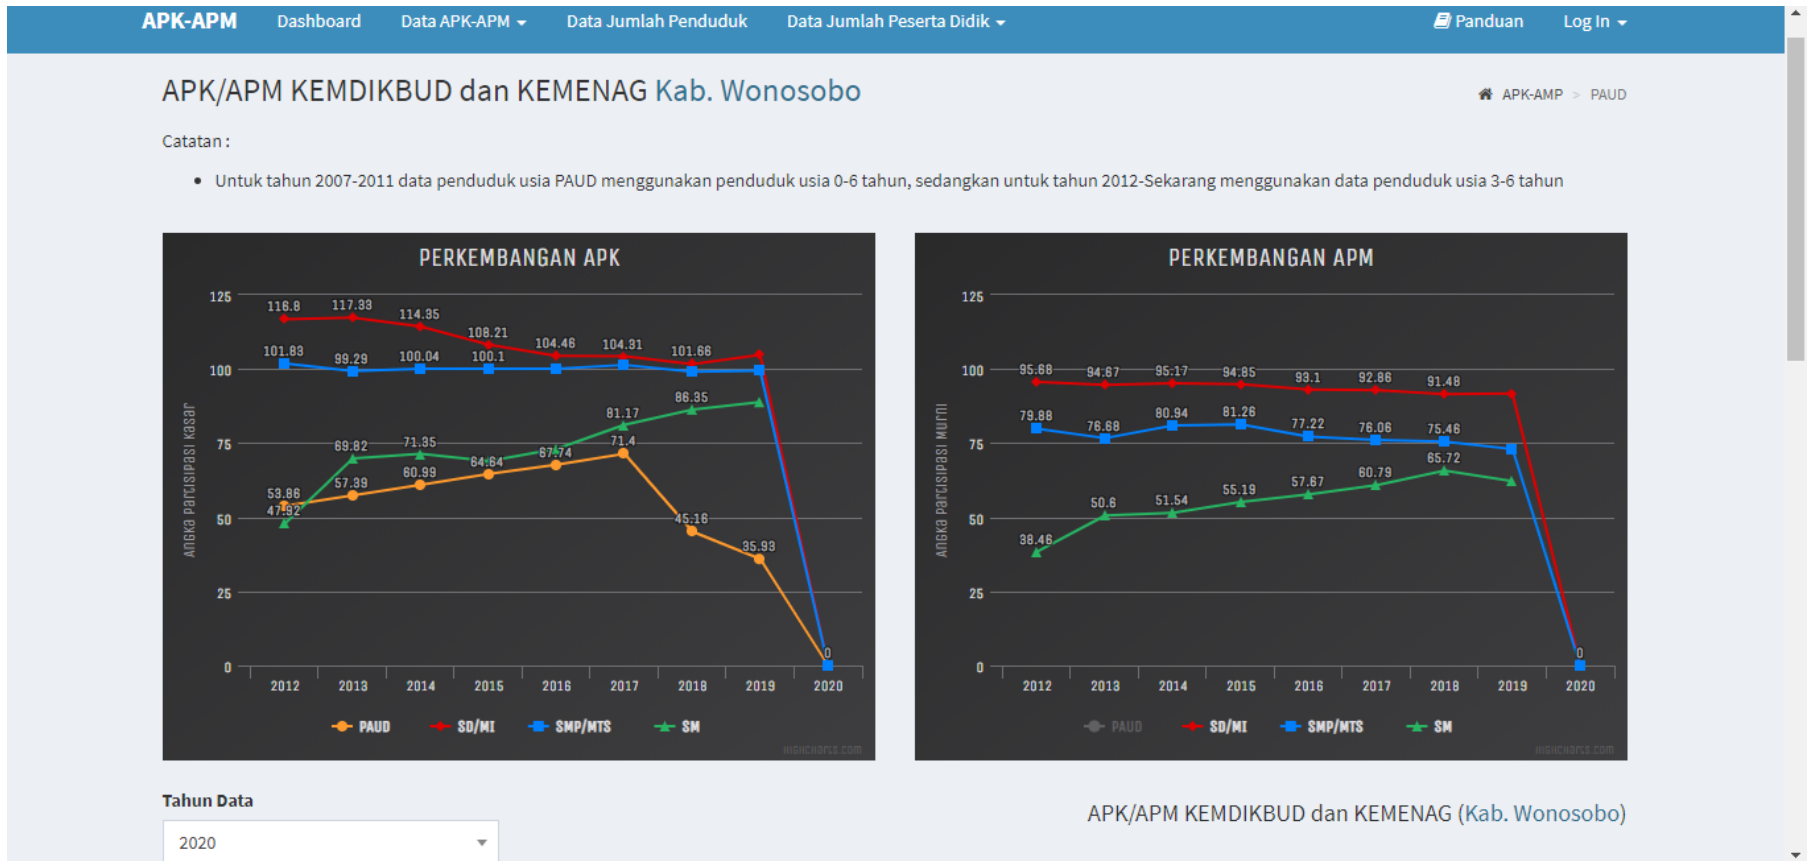 APK-APM Dashboard Data APK-APM Data Jumlah Penduduk Data Jumlah Peserta Didik Panduan Log In
APK/APM KEMDIKBUD dan KEMENAG Kab. Wonosobo
APK-AMP > PAUD
Catatan :
• Untuk tahun 2007-2011 data penduduk usia PAUD menggunakan penduduk usia 0-6 tahun, sedangkan untuk tahun 2012-Sekarang menggunakan data penduduk usia 3-6 tahun
PERKEMBANGAN APK
Angka Partisipasi Kasar
125
100
75
50
25
0
116.8 117.33 114.35 108.21 104.46 104.31 101.66
101.83 99.29 100.04 100.1
47.92 69.82 71.35 81.17 86.35
53.86 57.39 60.99 64.64 67.74 71.4 45.16 35.93
0
2012 2013 2014 2015 2016 2017 2018 2019 2020
PAUD SD/MI SMP/MTS SM
Highcharts.com
PERKEMBANGAN APM
Angka Partisipasi Murni
125
100
75
50
25
0
95.68 94.67 95.17 94.85 93.1 92.86 91.48
79.88 76.68 80.94 81.26 77.22 76.06 75.46
38.46 50.6 51.54 55.19 57.67 60.79 65.72
0
2012 2013 2014 2015 2016 2017 2018 2019 2020
PAUD SD/MI SMP/MTS SM
Highcharts.com
Tahun Data
2020
APK/APM KEMDIKBUD dan KEMENAG (Kab. Wonosobo)